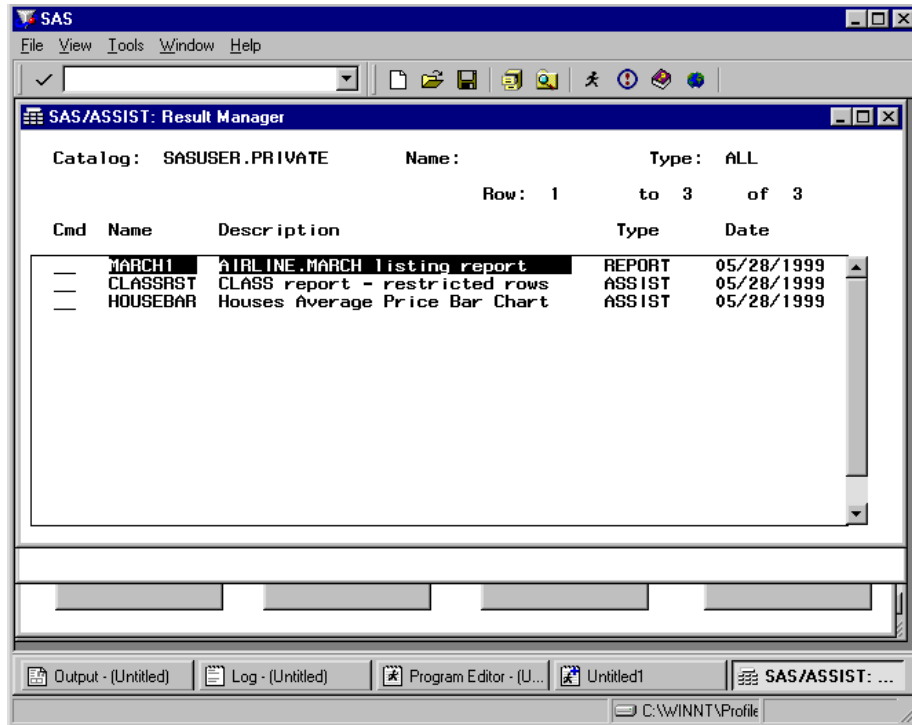 SAS
File View Tools Window Help
SAS/ASSIST: Result Manager
Catalog: SASUSER.PRIVATE Name: Type: ALL
Row: 1 to 3 of 3
Cmd Name Description Type Date
__ MARCH1 AIRLINE.MARCH listing report REPORT 05/28/1999
__ CLASSRST CLASS report - restricted rows ASSIST 05/28/1999
__ HOUSEBAR Houses Average Price Bar Chart ASSIST 05/28/1999
Output - (Untitled) Log - (Untitled) Program Editor - (U... Untitled1 SAS/ASSIST: ...
C:\WINNT\Profile